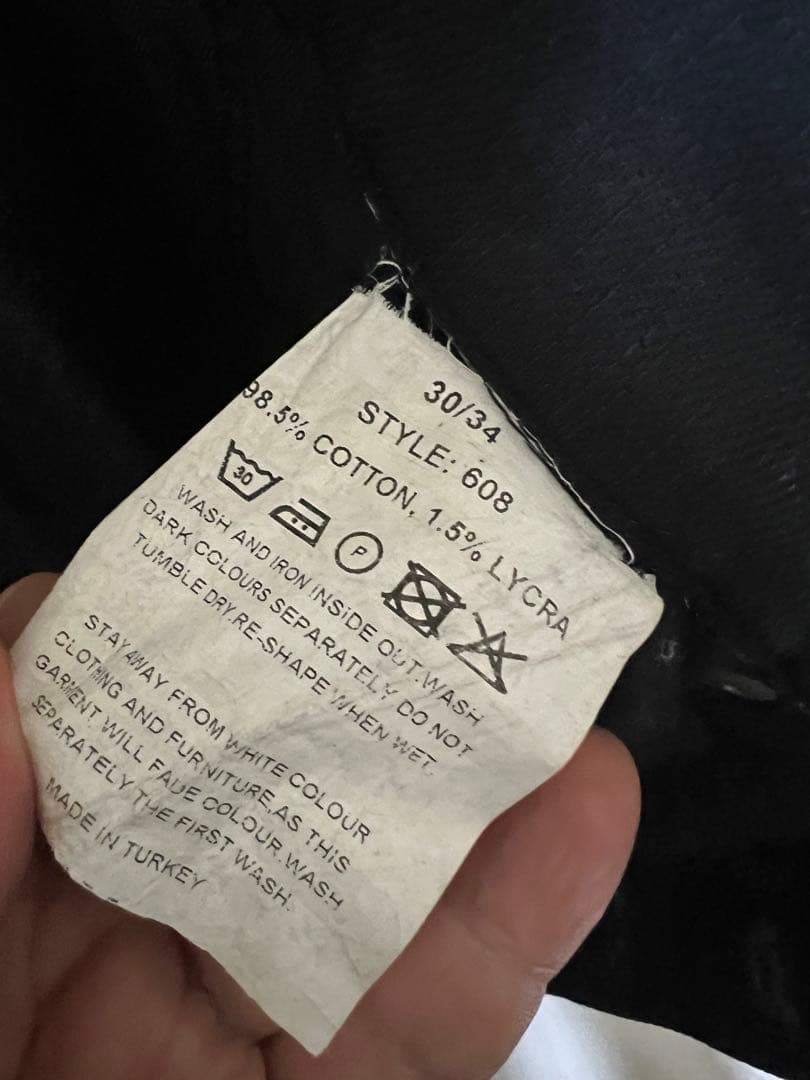 30/34
STYLE: 608
98.5% COTTON, 1.5% LYCRA
30
P
WASH AND IRON INSIDE OUT.WASH
DARK COLOURS SEPARATELY DO NOT
TUMBLE DRY.RE-SHAPE WHEN WET.
STAY AWAY FROM WHITE COLOUR
CLOTHING AND FURNITURE,AS THIS
GARMENT WILL FADE COLOUR.WASH
SEPARATELY THE FIRST WASH.
MADE IN TURKEY